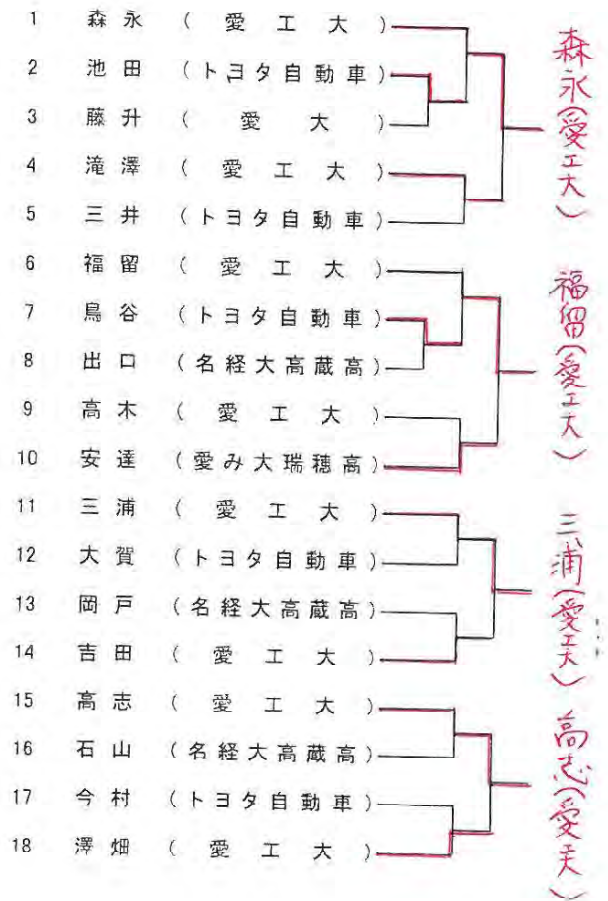 1 森永 (愛工大)
2 池田 (トヨタ自動車)
3 藤升 (愛大)
4 滝澤 (愛工大)
5 三井 (トヨタ自動車)
6 福留 (愛工大)
7 鳥谷 (トヨタ自動車)
8 出口 (名経大高蔵高)
9 高木 (愛工大)
10 安達 (愛み大瑞穂高)
11 三浦 (愛工大)
12 大賀 (トヨタ自動車)
13 岡戸 (名経大高蔵高)
14 吉田 (愛工大)
15 高志 (愛工大)
16 石山 (名経大高蔵高)
17 今村 (トヨタ自動車)
18 澤畑 (愛工大)
森永(愛工大)
福留(愛工大)
三浦(愛工大)
高志(愛工大)